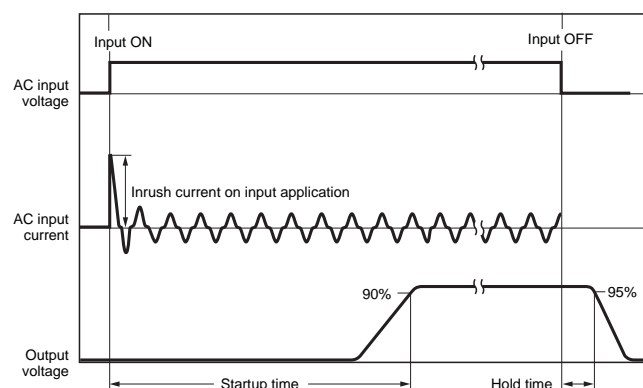 Input ON
Input OFF
AC input
voltage
Inrush current on input application
AC input
current
90%
95%
Output
voltage
Startup time
Hold time